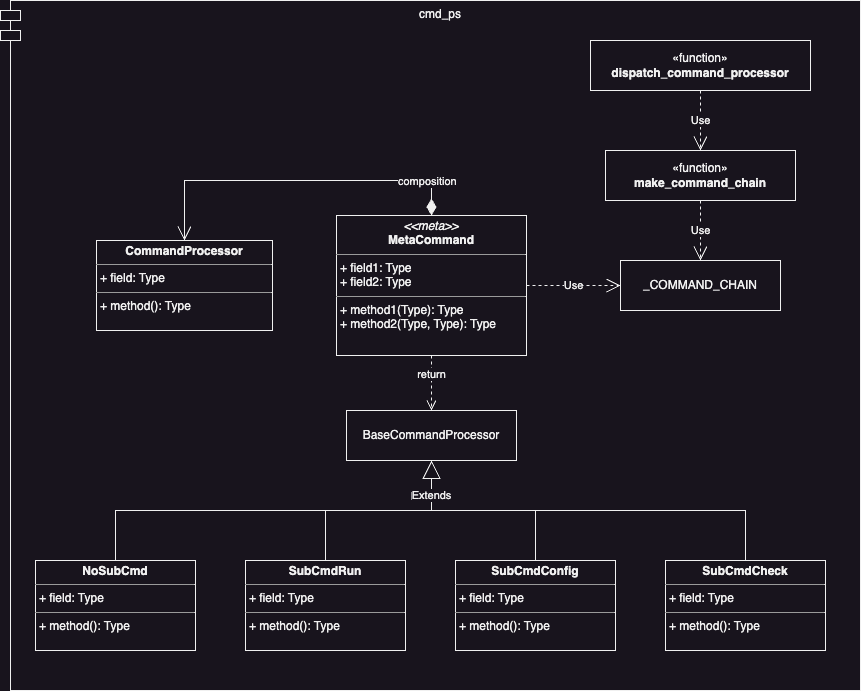 cmd_ps
«function»
dispatch_command_processor
Use
«function»
make_command_chain
Use
_COMMAND_CHAIN
composition
CommandProcessor
+ field: Type
+ method(): Type
<<meta>>
MetaCommand
+ field1: Type
+ field2: Type
+ method1(Type): Type
+ method2(Type, Type): Type
Use
return
BaseCommandProcessor
Extends
NoSubCmd
+ field: Type
+ method(): Type
SubCmdRun
+ field: Type
+ method(): Type
SubCmdConfig
+ field: Type
+ method(): Type
SubCmdCheck
+ field: Type
+ method(): Type